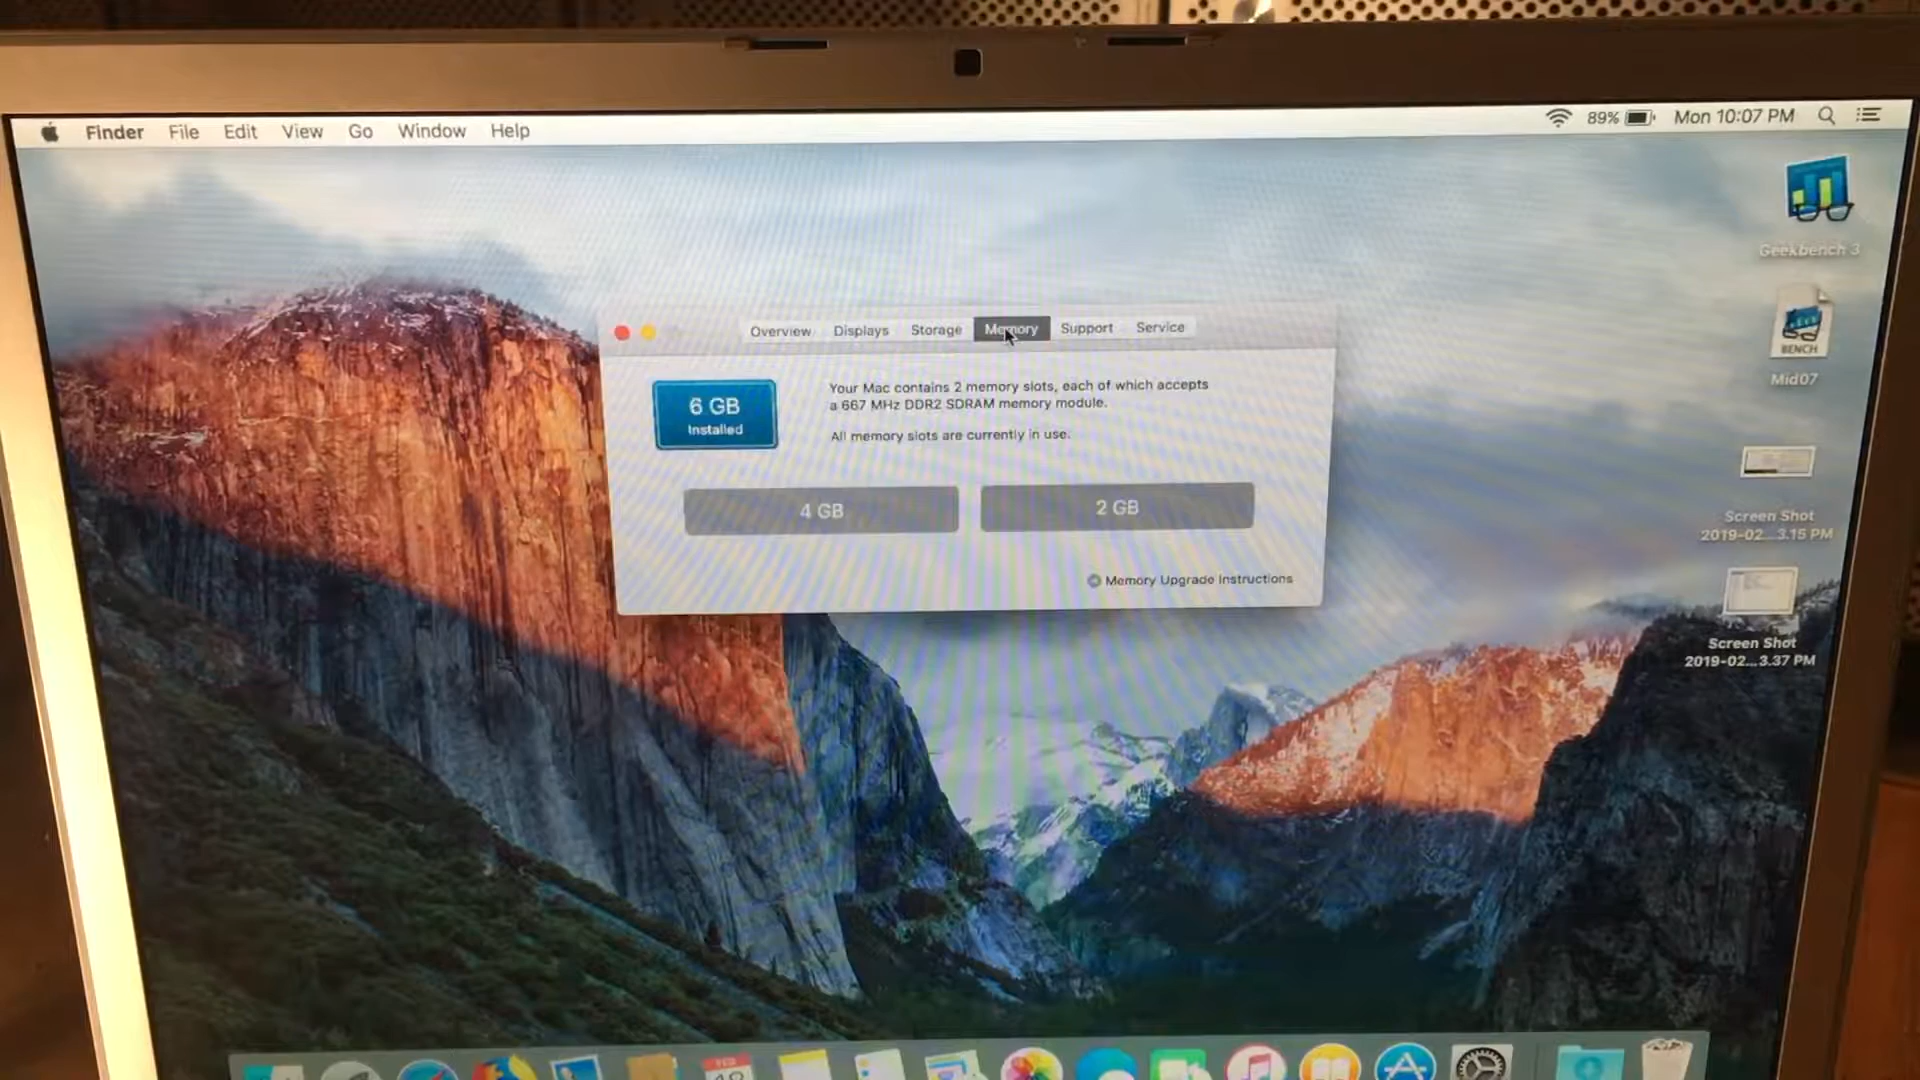 Finder File Edit View Go Window Help
89% Mon 10:07 PM
Geekbench 3
BENCH
Mid07
Screen Shot
2019-02...3.15 PM
Screen Shot
2019-02...3.37 PM
Overview Displays Storage Memory Support Service
6 GB
Installed
Your Mac contains 2 memory slots, each of which accepts
a 667 MHz DDR2 SDRAM memory module.
All memory slots are currently in use.
4 GB 2 GB
Memory Upgrade Instructions